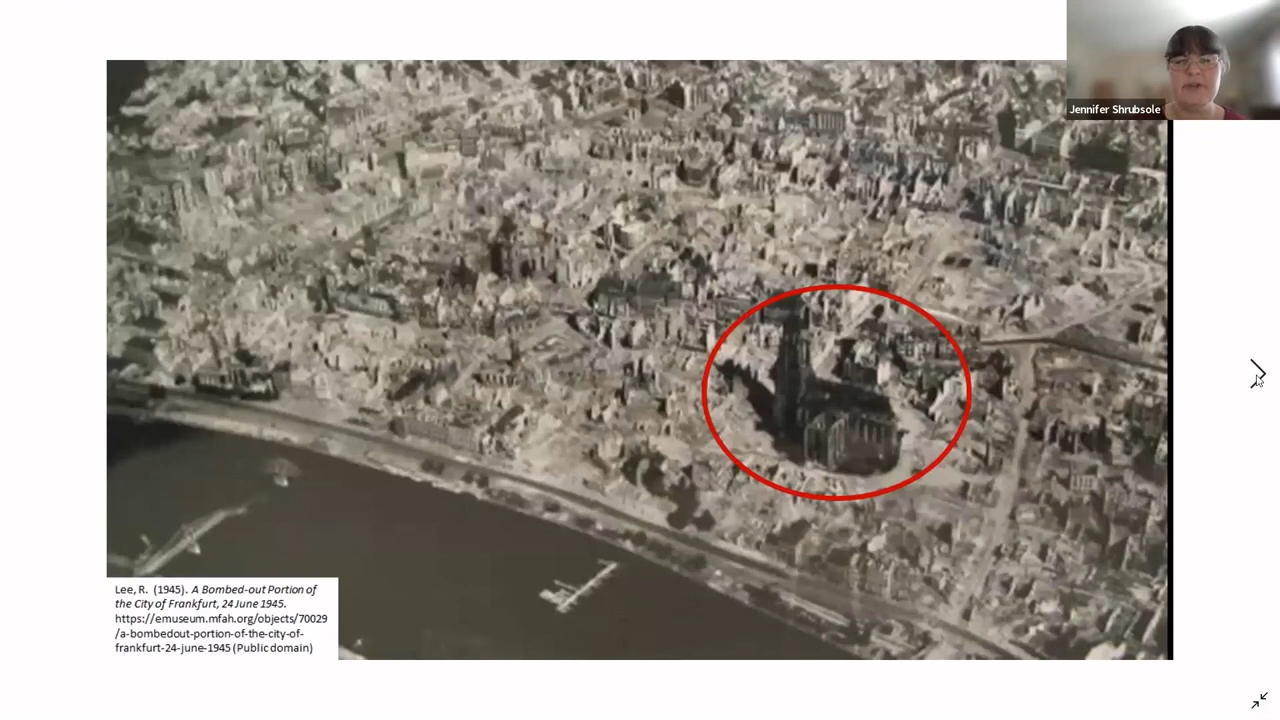 Jennifer Shrubsole
Lee, R. (1945). A Bombed-out Portion of
the City of Frankfurt, 24 June 1945.
https://emuseum.mfah.org/objects/70029
/a-bombedout-portion-of-the-city-of-
frankfurt-24-june-1945 (Public domain)